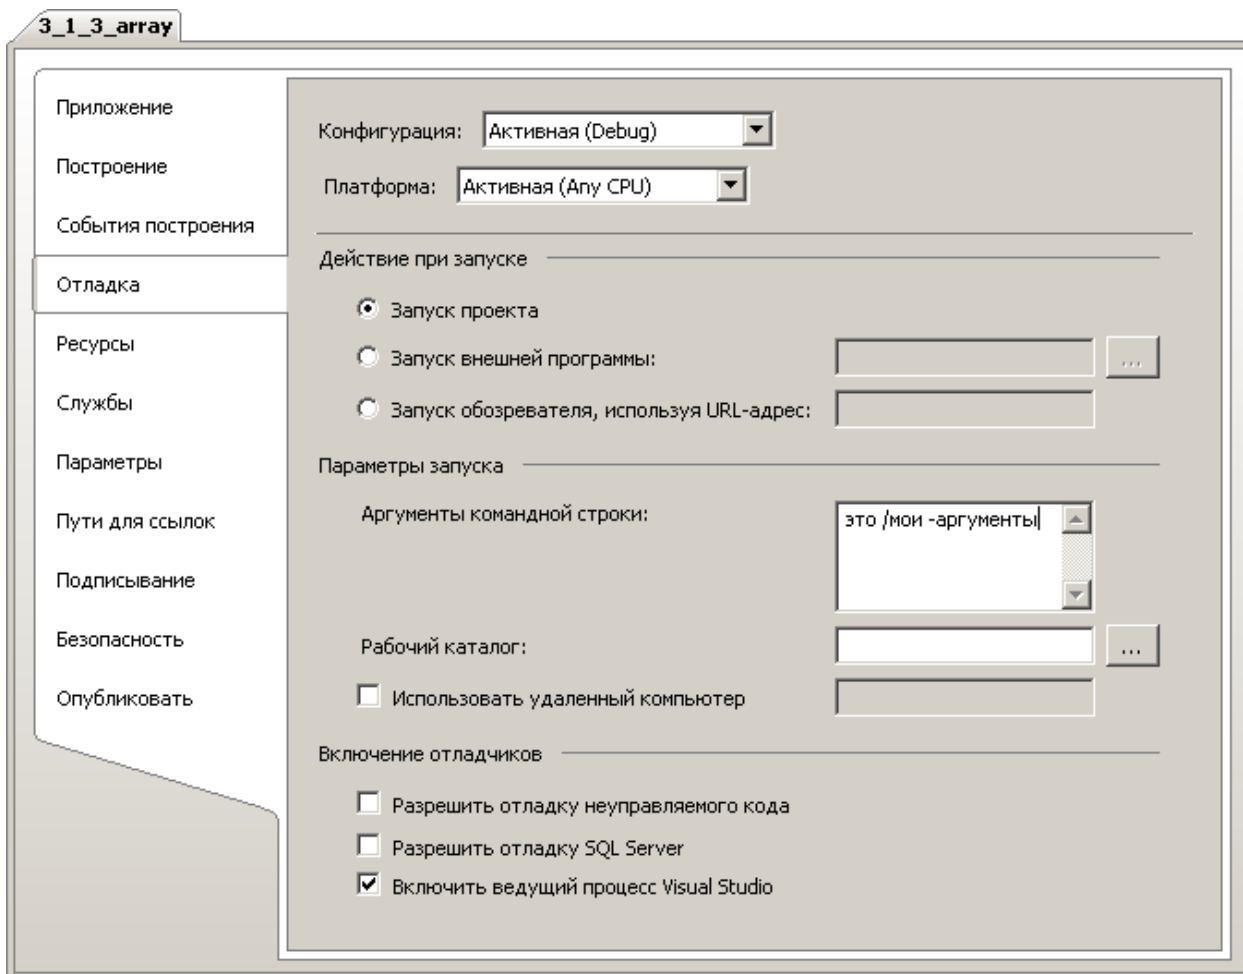 3_1_3_array
Приложение
Построение
События построения
Отладка
Ресурсы
Службы
Параметры
Пути для ссылок
Подписывание
Безопасность
Опубликовать
Конфигурация: Активная (Debug)
Платформа: Активная (Any CPU)
Действие при запуске
Запуск проекта
Запуск внешней программы: ...
Запуск обозревателя, используя URL-адрес:
Параметры запуска
Аргументы командной строки: это /мои -аргументы
Рабочий каталог: ...
Использовать удаленный компьютер
Включение отладчиков
Разрешить отладку неуправляемого кода
Разрешить отладку SQL Server
Включить ведущий процесс Visual Studio